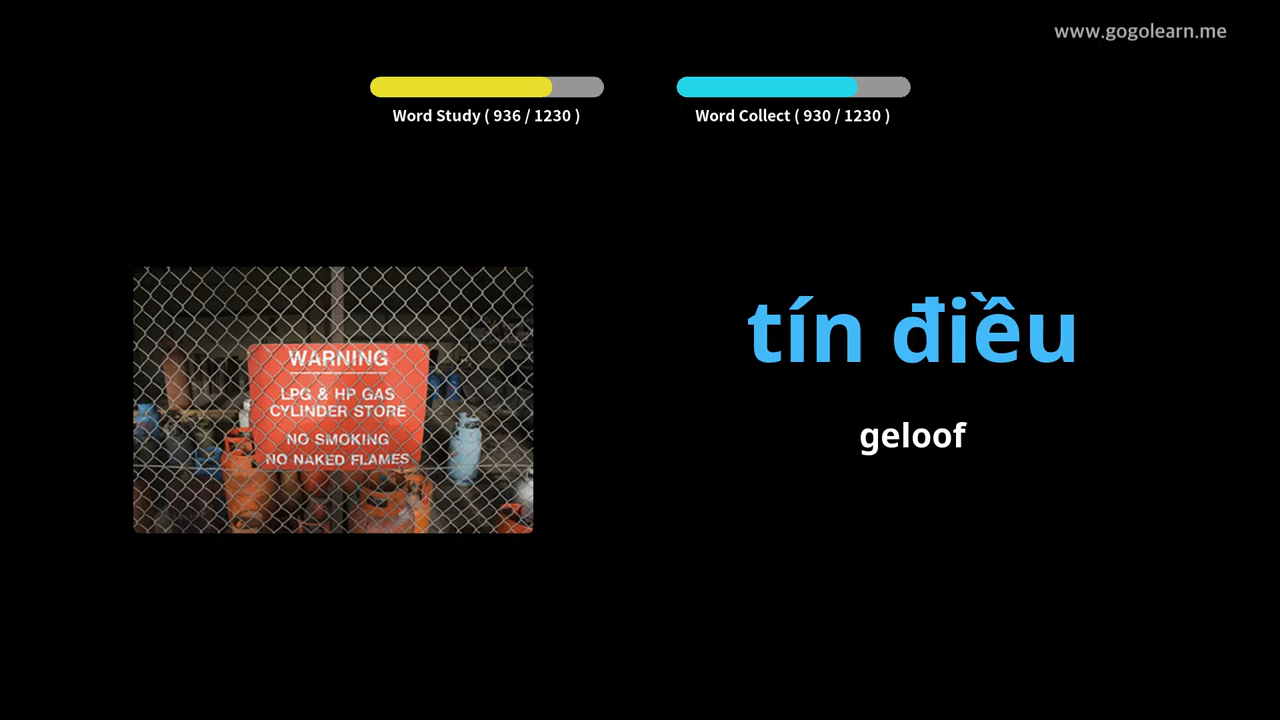 www.gogolearn.me
Word Study ( 936 / 1230 )
Word Collect ( 930 / 1230 )
WARNING
LPG & HP GAS
CYLINDER STORE
NO SMOKING
NO NAKED FLAMES
tín điều
geloof